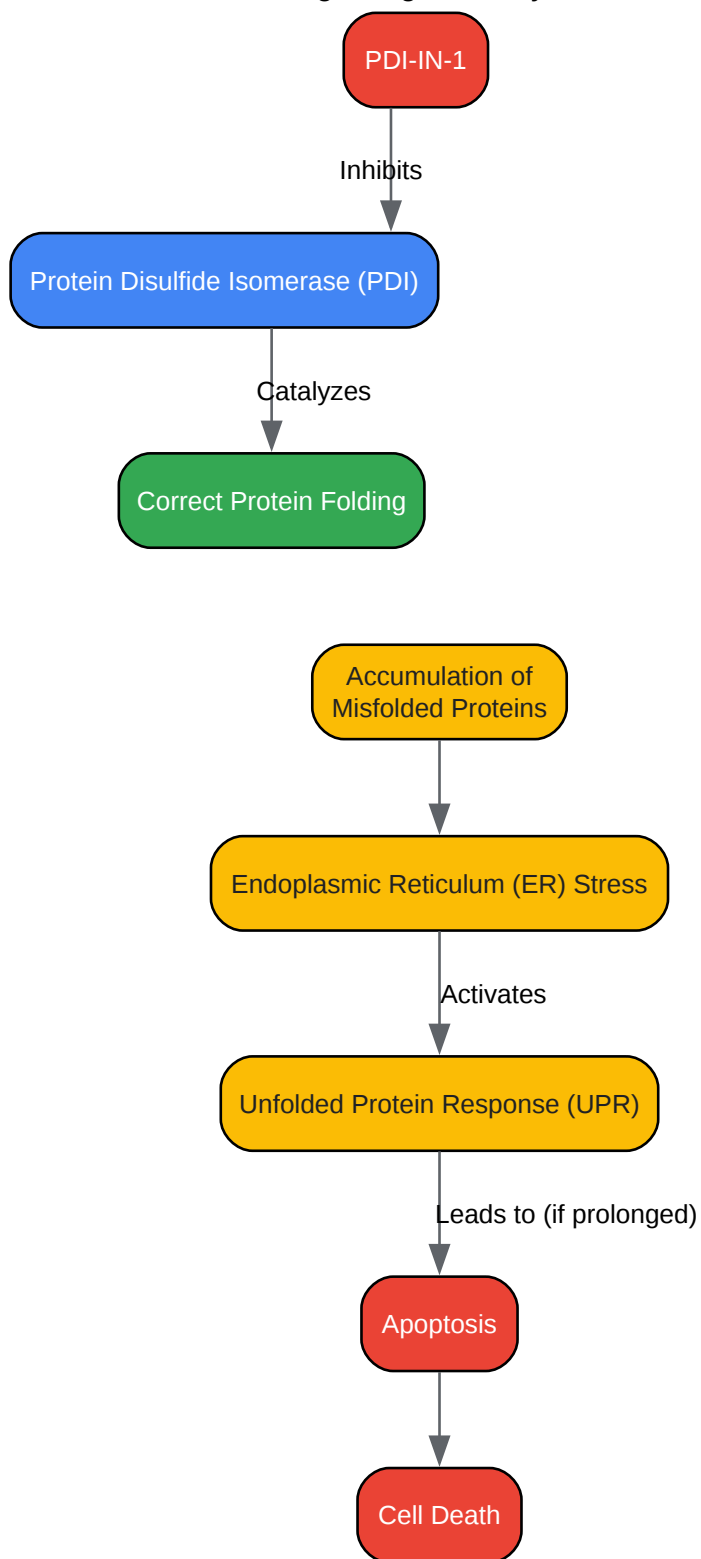 PDI-IN-1
Inhibits
Protein Disulfide Isomerase (PDI)
Catalyzes
Correct Protein Folding
Accumulation of
Misfolded Proteins
Endoplasmic Reticulum (ER) Stress
Activates
Unfolded Protein Response (UPR)
Leads to (if prolonged)
Apoptosis
Cell Death